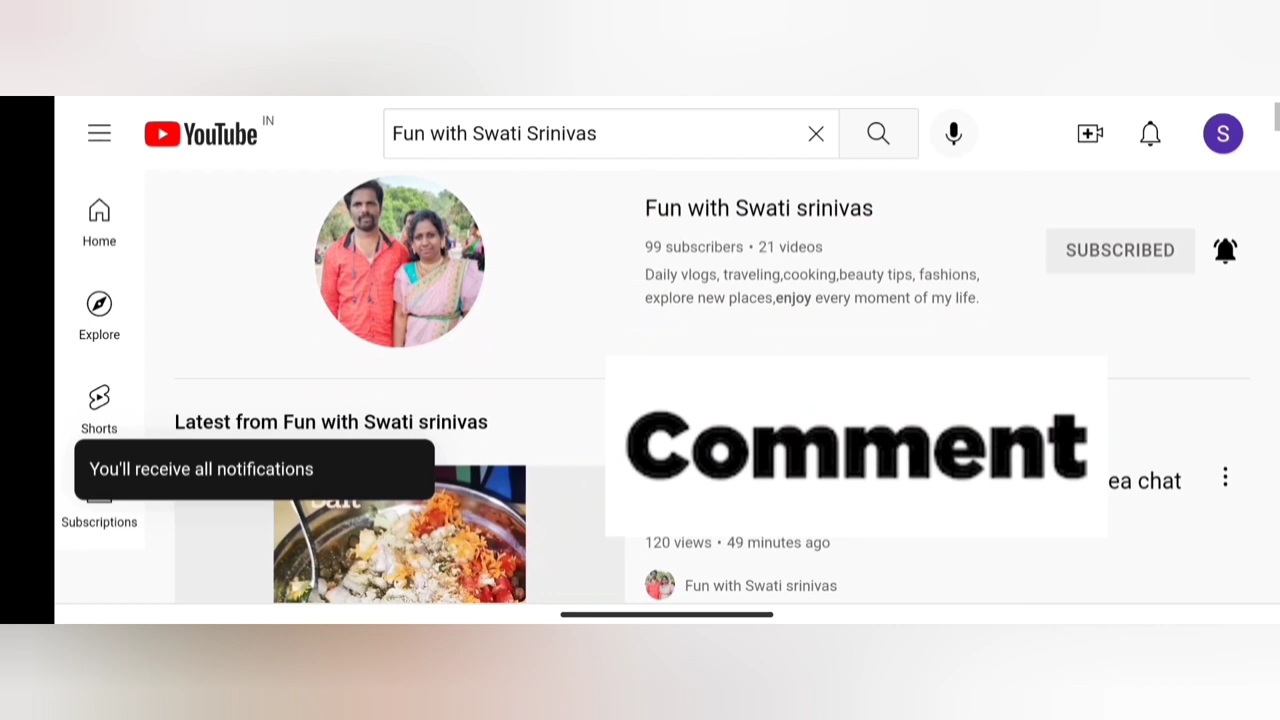 YouTube IN
Fun with Swati Srinivas
S
Home
Explore
Shorts
Subscriptions
Fun with Swati srinivas
99 subscribers • 21 videos
Daily vlogs, traveling,cooking,beauty tips, fashions,
explore new places,enjoy every moment of my life.
SUBSCRIBED
Latest from Fun with Swati srinivas
You'll receive all notifications
Comment
ea chat
120 views • 49 minutes ago
Fun with Swati srinivas